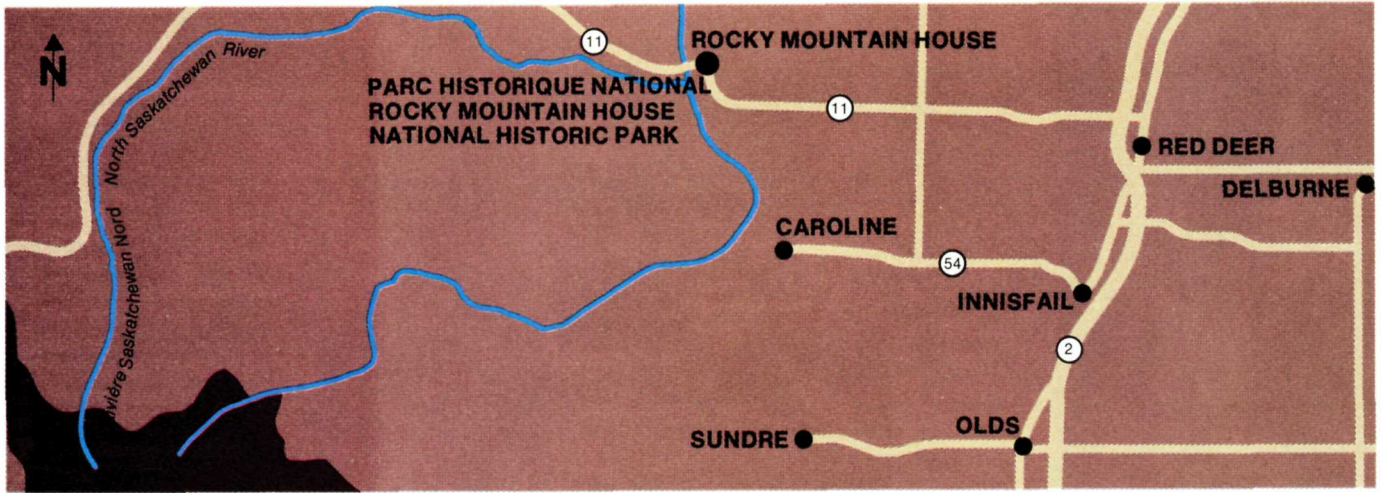 N
North Saskatchewan River
Rivière Saskatchewan Nord
11
ROCKY MOUNTAIN HOUSE
PARC HISTORIQUE NATIONAL
ROCKY MOUNTAIN HOUSE
NATIONAL HISTORIC PARK
11
RED DEER
DELBURNE
CAROLINE
54
INNISFAIL
2
SUNDRE
OLDS